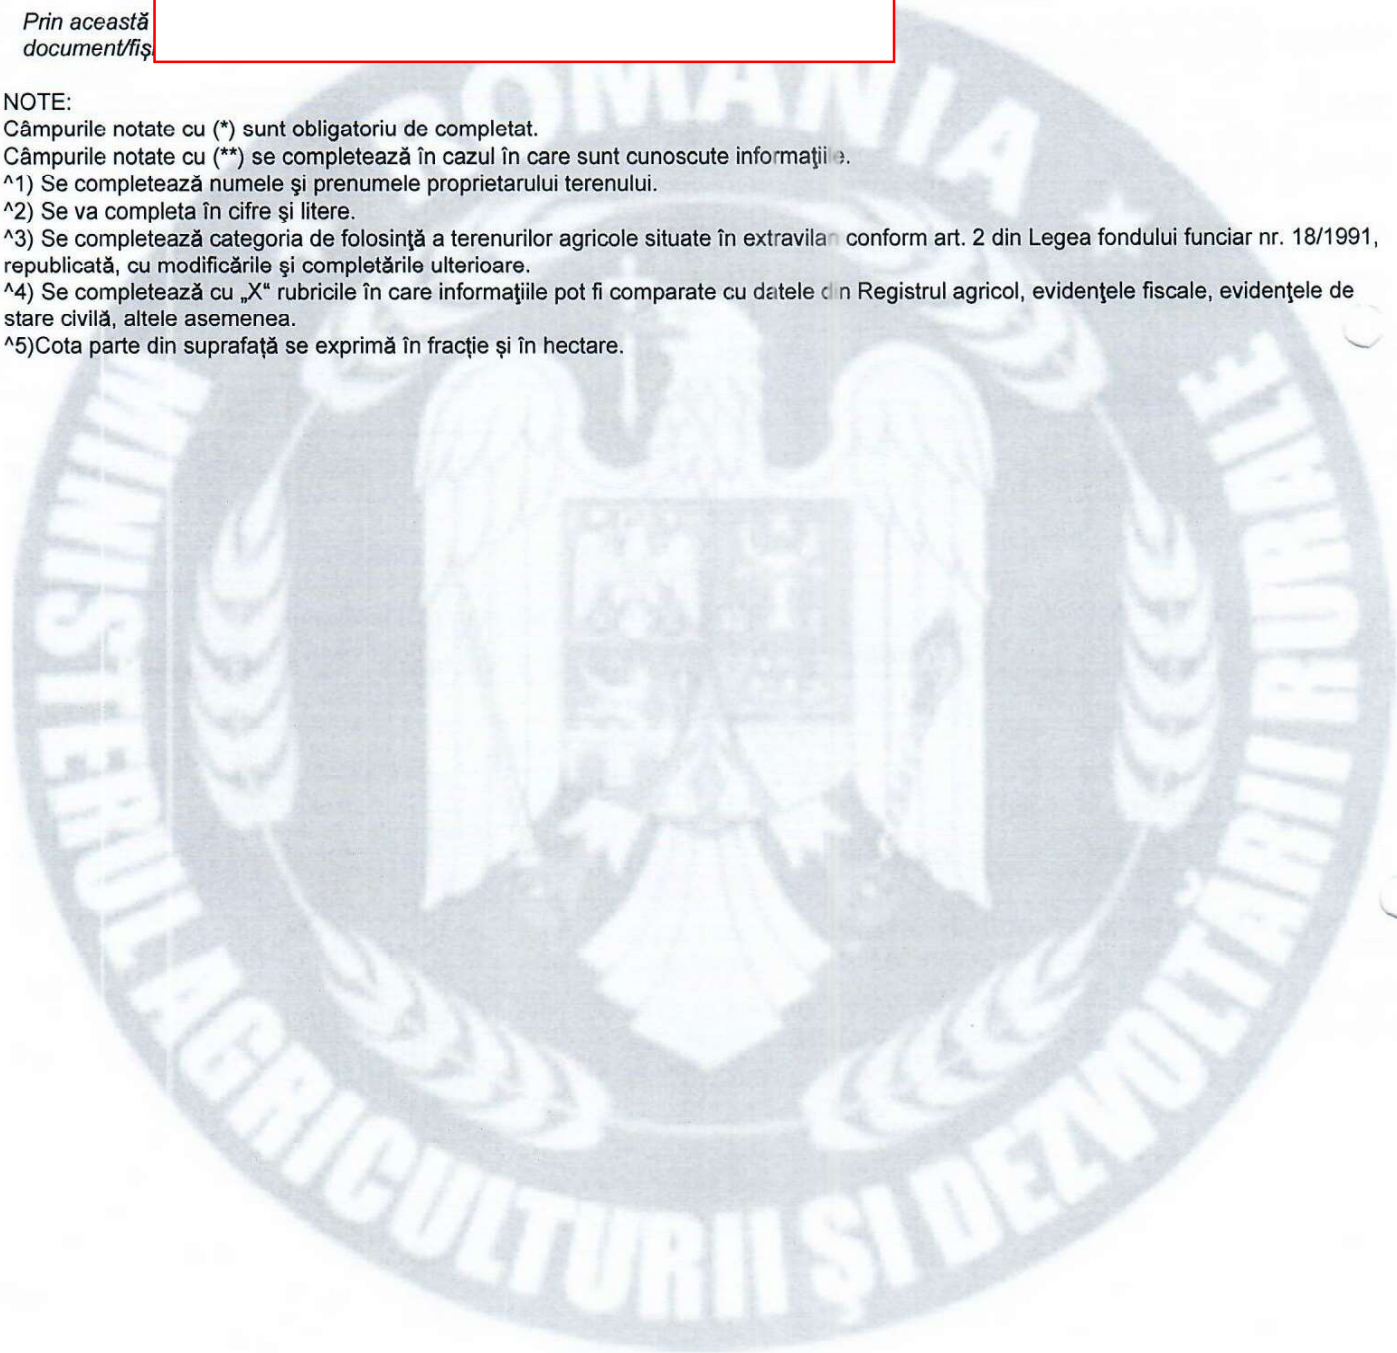 Prin această
document/fiș
NOTE:
Câmpurile notate cu (*) sunt obligatoriu de completat.
Câmpurile notate cu (**) se completează în cazul în care sunt cunoscute informaţiile.
^1) Se completează numele şi prenumele proprietarului terenului.
^2) Se va completa în cifre şi litere.
^3) Se completează categoria de folosinţă a terenurilor agricole situate în extravilan conform art. 2 din Legea fondului funciar nr. 18/1991,
republicată, cu modificările şi completările ulterioare.
^4) Se completează cu „X“ rubricile în care informaţiile pot fi comparate cu datele din Registrul agricol, evidenţele fiscale, evidenţele de
stare civilă, altele asemenea.
^5)Cota parte din suprafață se exprimă în fracție și în hectare.
ROMANIA
MINISTERUL AGRICULTURII ŞI DEZVOLTĂRII RURALE